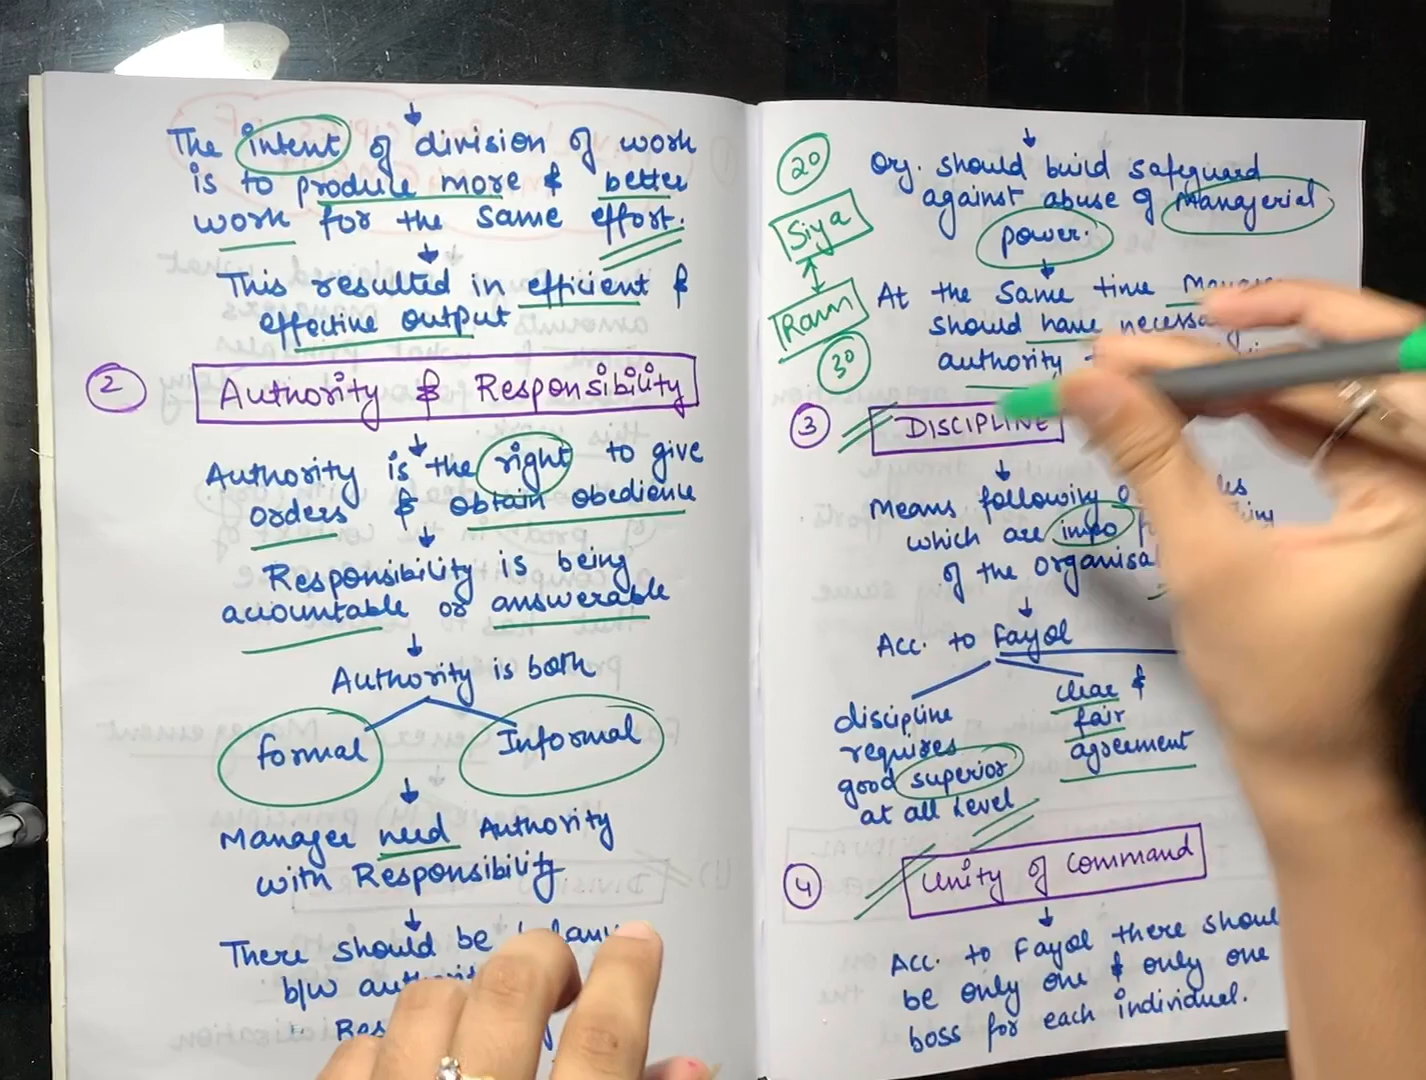 The intent of division of work
is to produce more & better
work for the same effort.
This resulted in efficient &
effective output
2 Authority & Responsibility
Authority is the right to give
orders & obtain obedience
Responsibility is being
accountable or answerable
Authority is both
formal Informal
Manager need Authority
with Responsibility
There should be
b/w
20
Siya
Ram
30
Org. should build safeguard
against abuse of Managerial
power.
At the same time
should have
authority
3 DISCIPLINE
Means following
which are impo
of the
Acc. to Fayol
discipline
requires
good superior
at all level
clear &
fair
agreement
4 Unity of Command
Acc. to Fayol there
be only one & only one
boss for each individual.